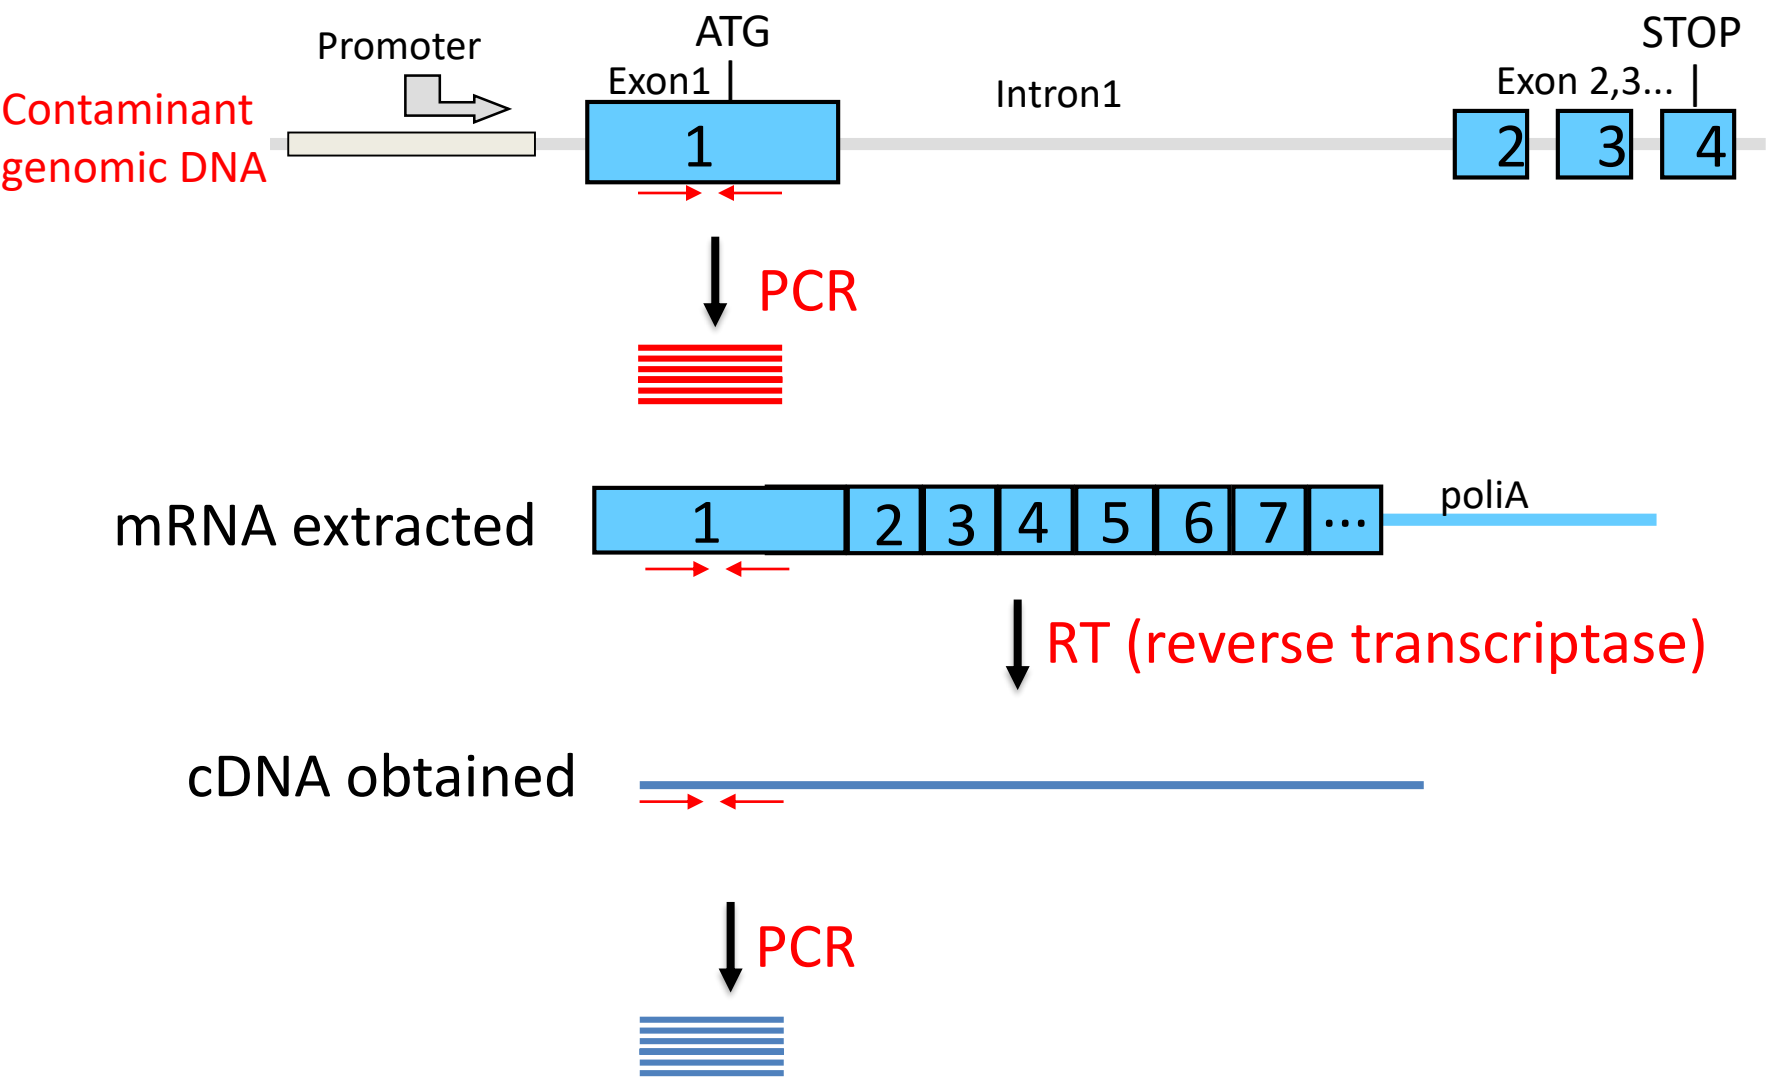 ATG
STOP
Promoter
Exon1
Intron1
Exon 2,3...
Contaminant
genomic DNA
1
2
3
4
PCR
mRNA extracted
1
2
3
4
5
6
7
...
poliA
RT (reverse transcriptase)
cDNA obtained
PCR